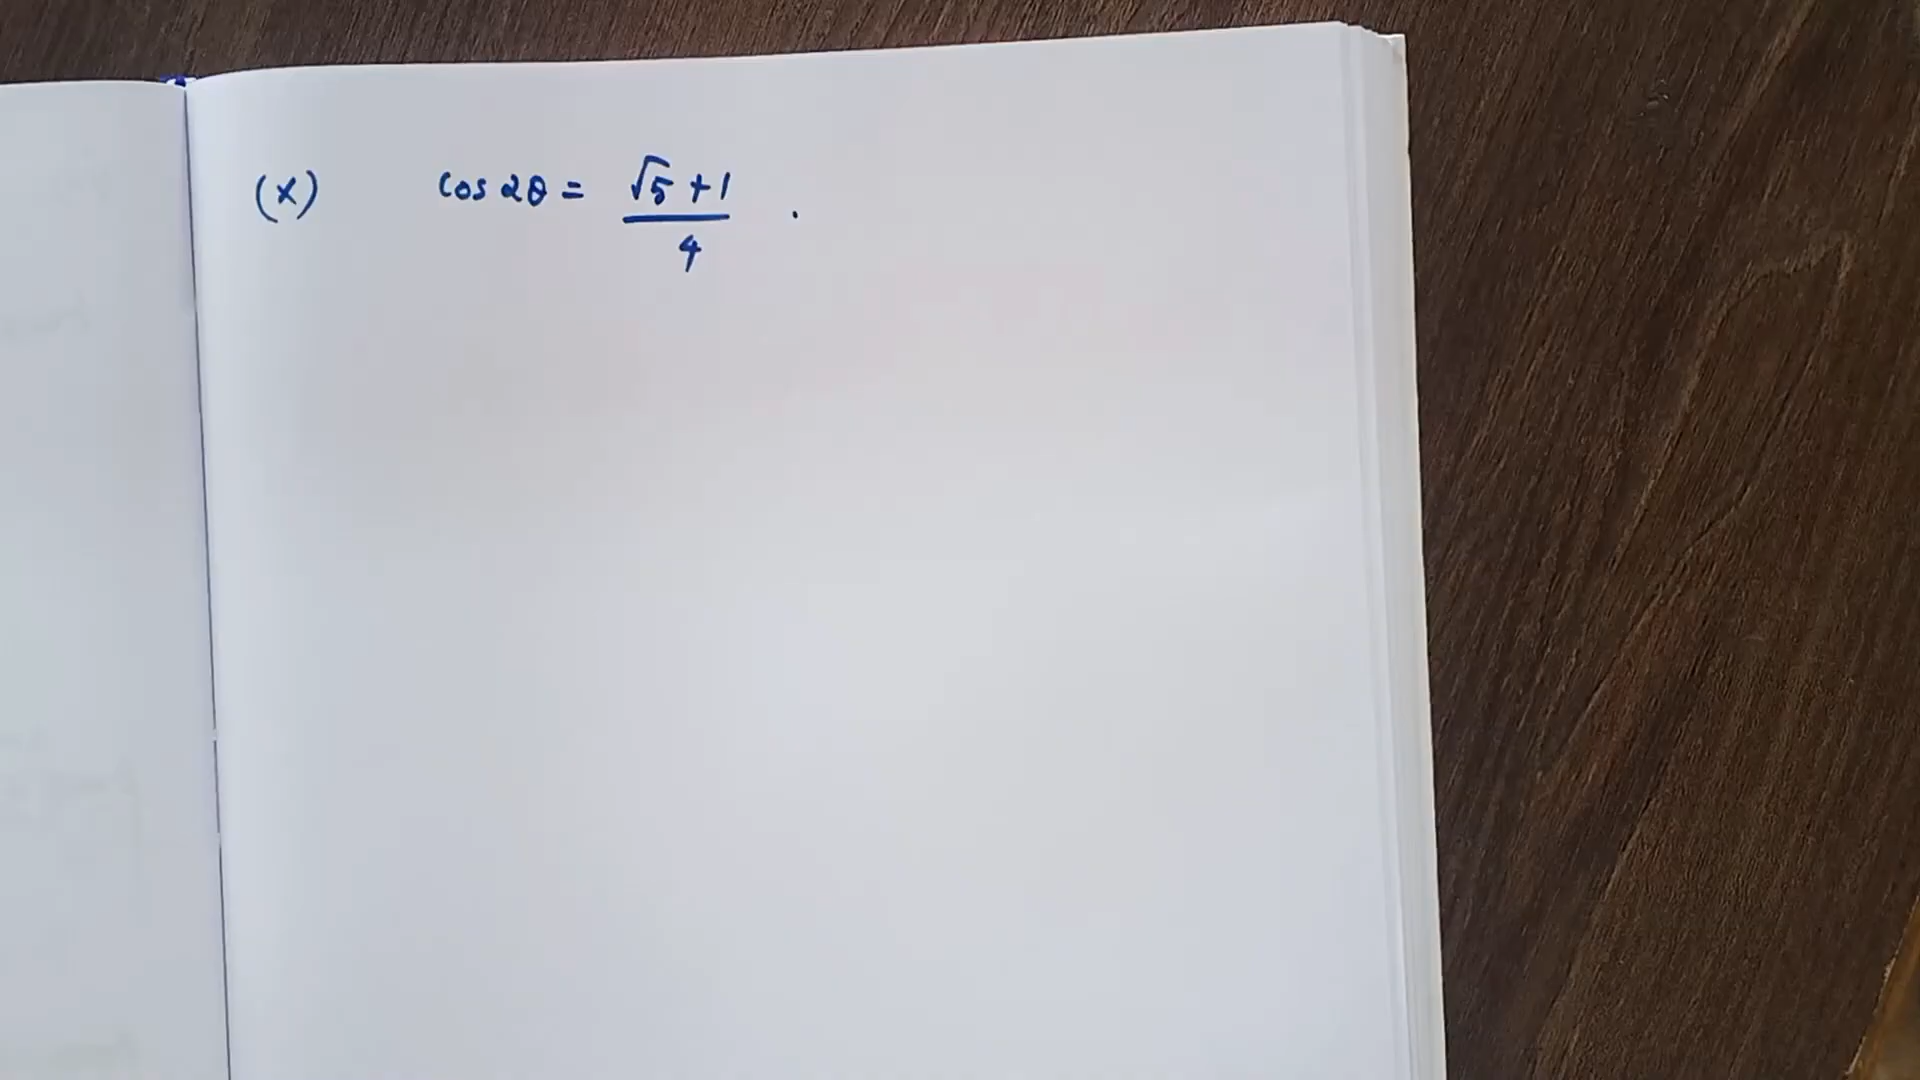 (x) cos 2θ = √5 + 1 / 4 .